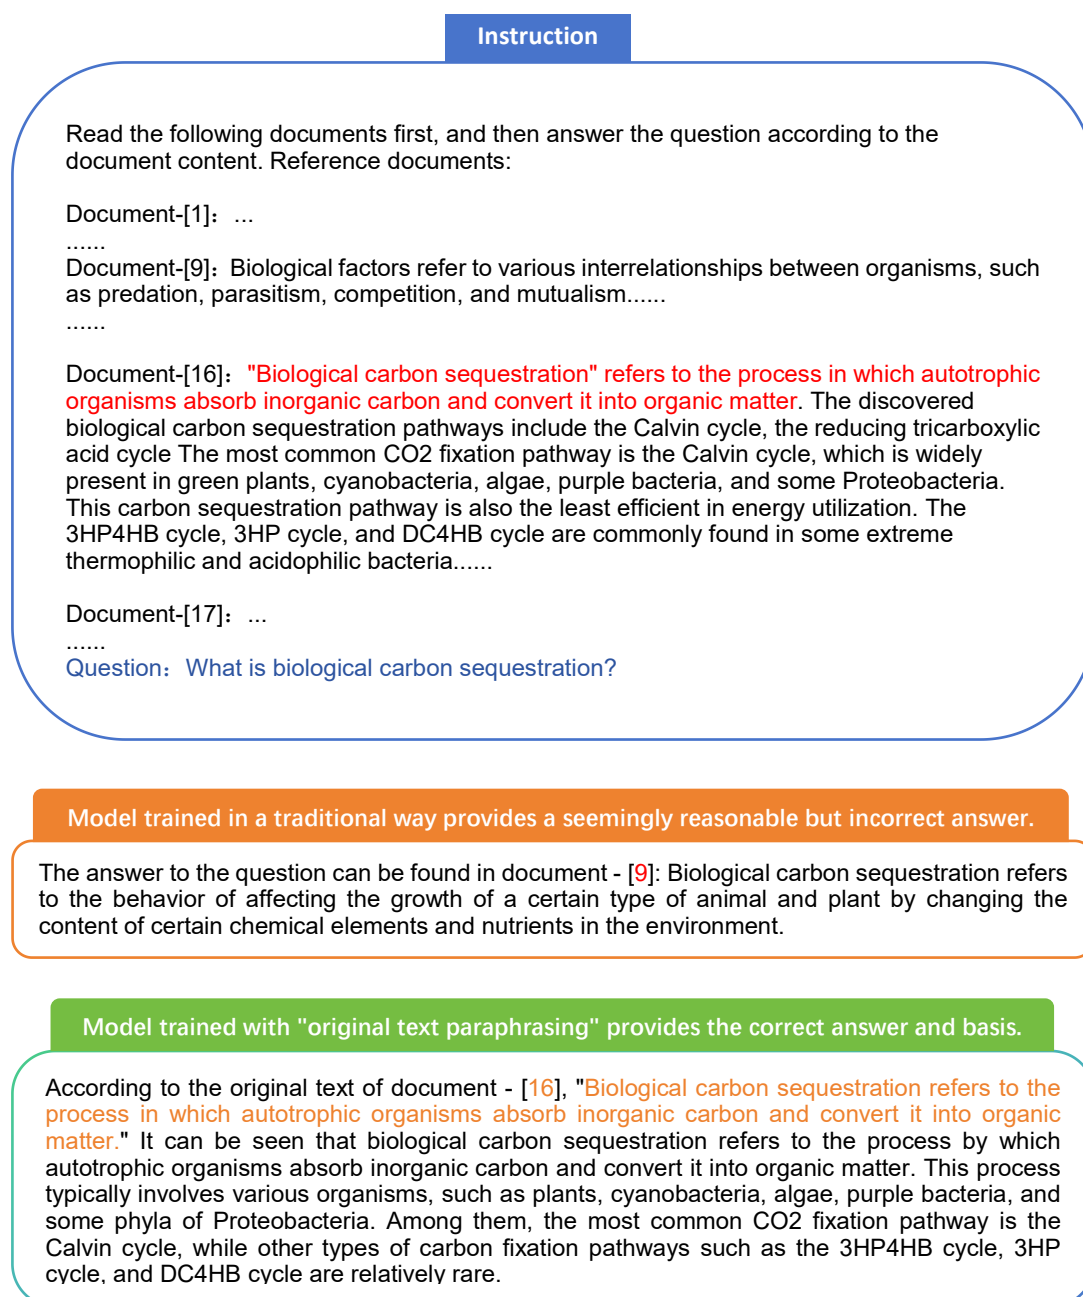 Instruction
Read the following documents first, and then answer the question according to the
document content. Reference documents:
Document-[1]：...
......
Document-[9]：Biological factors refer to various interrelationships between organisms, such
as predation, parasitism, competition, and mutualism......
......
Document-[16]："Biological carbon sequestration" refers to the process in which autotrophic
organisms absorb inorganic carbon and convert it into organic matter. The discovered
biological carbon sequestration pathways include the Calvin cycle, the reducing tricarboxylic
acid cycle The most common CO2 fixation pathway is the Calvin cycle, which is widely
present in green plants, cyanobacteria, algae, purple bacteria, and some Proteobacteria.
This carbon sequestration pathway is also the least efficient in energy utilization. The
3HP4HB cycle, 3HP cycle, and DC4HB cycle are commonly found in some extreme
thermophilic and acidophilic bacteria......
Document-[17]：...
......
Question：What is biological carbon sequestration?
Model trained in a traditional way provides a seemingly reasonable but incorrect answer.
The answer to the question can be found in document - [9]: Biological carbon sequestration refers
to the behavior of affecting the growth of a certain type of animal and plant by changing the
content of certain chemical elements and nutrients in the environment.
Model trained with "original text paraphrasing" provides the correct answer and basis.
According to the original text of document - [16], "Biological carbon sequestration refers to the
process in which autotrophic organisms absorb inorganic carbon and convert it into organic
matter." It can be seen that biological carbon sequestration refers to the process by which
autotrophic organisms absorb inorganic carbon and convert it into organic matter. This process
typically involves various organisms, such as plants, cyanobacteria, algae, purple bacteria, and
some phyla of Proteobacteria. Among them, the most common CO2 fixation pathway is the
Calvin cycle, while other types of carbon fixation pathways such as the 3HP4HB cycle, 3HP
cycle, and DC4HB cycle are relatively rare.